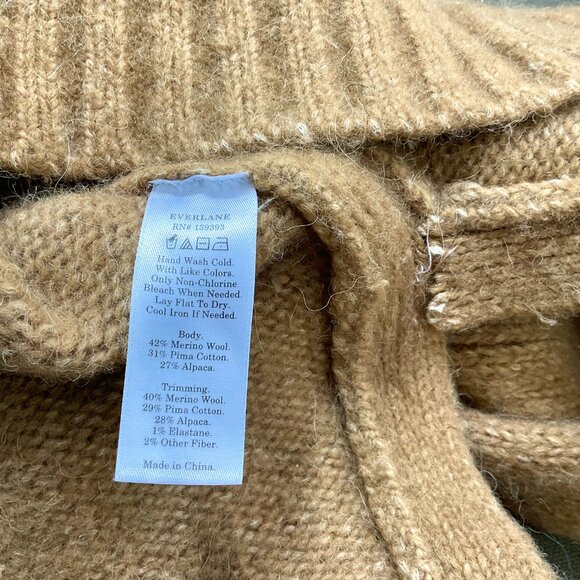 EVERLANE
RN# 139393
Hand Wash Cold.
With Like Colors.
Only Non-Chlorine
Bleach When Needed.
Lay Flat To Dry.
Cool Iron If Needed.
Body.
42% Merino Wool.
31% Pima Cotton.
27% Alpaca.
Trimming.
40% Merino Wool.
29% Pima Cotton.
28% Alpaca.
1% Elastane.
2% Other Fiber.
Made in China.